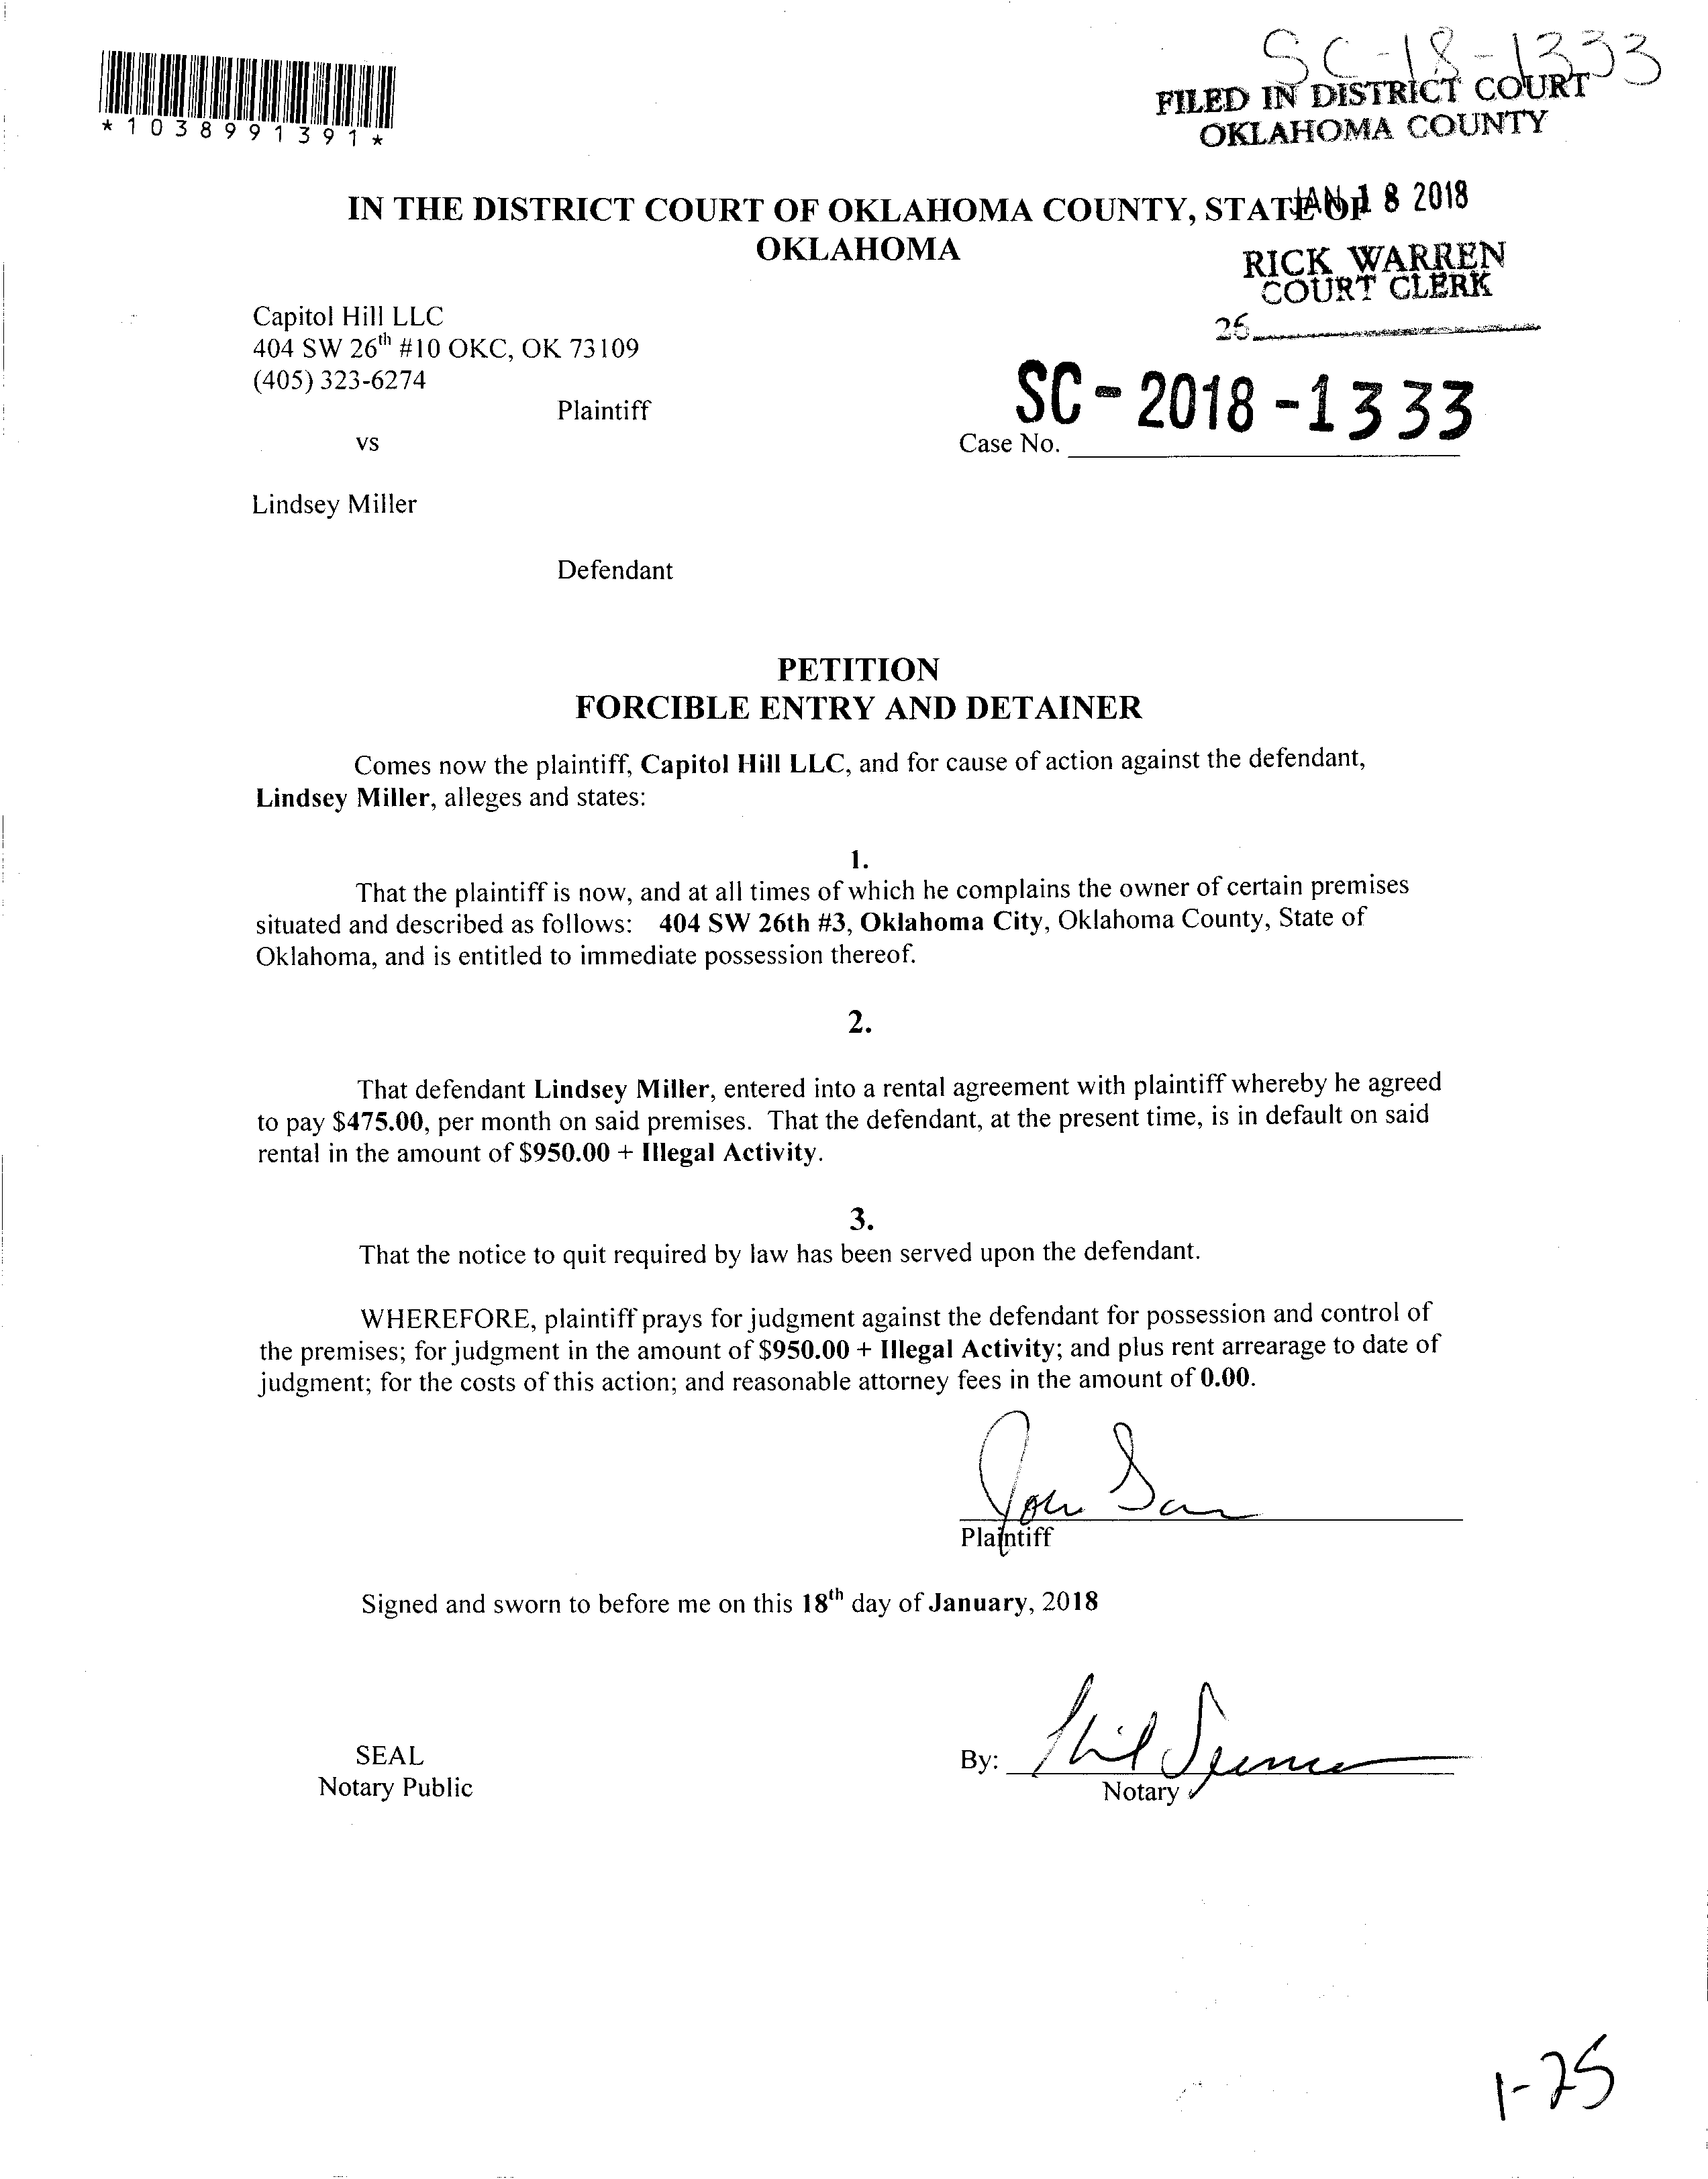 SC-18-1333
*1038991391*
FILED IN DISTRICT COURT
OKLAHOMA COUNTY
JAN 18 2018
IN THE DISTRICT COURT OF OKLAHOMA COUNTY, STATE OF
OKLAHOMA
RICK WARREN
COURT CLERK
26
Capitol Hill LLC
404 SW 26th #10 OKC, OK 73109
(405) 323-6274
Plaintiff
SC-2018-1333
vs
Case No.
Lindsey Miller
Defendant
PETITION
FORCIBLE ENTRY AND DETAINER
Comes now the plaintiff, Capitol Hill LLC, and for cause of action against the defendant,
Lindsey Miller, alleges and states:
1.
That the plaintiff is now, and at all times of which he complains the owner of certain premises
situated and described as follows: 404 SW 26th #3, Oklahoma City, Oklahoma County, State of
Oklahoma, and is entitled to immediate possession thereof.
2.
That defendant Lindsey Miller, entered into a rental agreement with plaintiff whereby he agreed
to pay $475.00, per month on said premises. That the defendant, at the present time, is in default on said
rental in the amount of $950.00 + Illegal Activity.
3.
That the notice to quit required by law has been served upon the defendant.
WHEREFORE, plaintiff prays for judgment against the defendant for possession and control of
the premises; for judgment in the amount of $950.00 + Illegal Activity; and plus rent arrearage to date of
judgment; for the costs of this action; and reasonable attorney fees in the amount of 0.00.
Plaintiff
Signed and sworn to before me on this 18th day of January, 2018
SEAL
By:
Notary Public
Notary
1-25